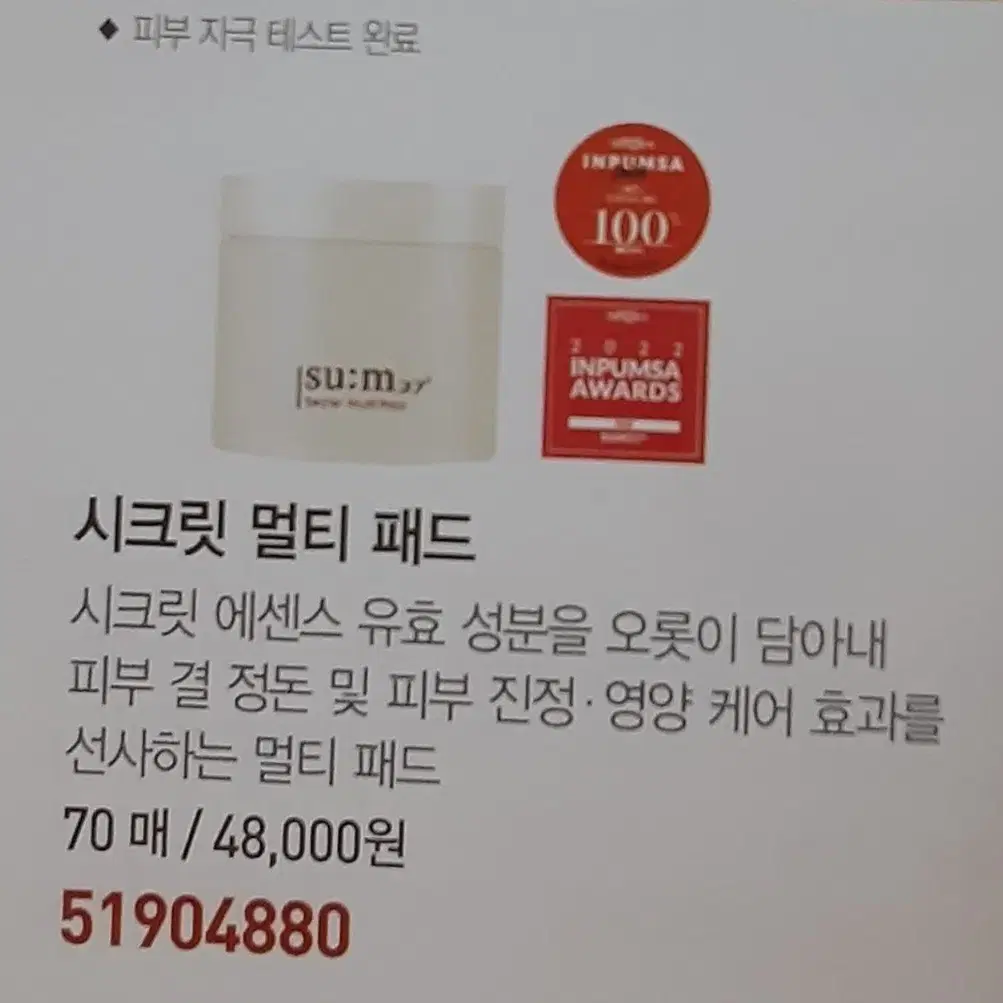 ◆ 피부 자극 테스트 완료
INPUMSA
100
su:m37°
2022
INPUMSA
AWARDS
시크릿 멀티 패드
시크릿 에센스 유효 성분을 오롯이 담아내
피부 결 정돈 및 피부 진정·영양 케어 효과를
선사하는 멀티 패드
70 매 / 48,000원
51904880